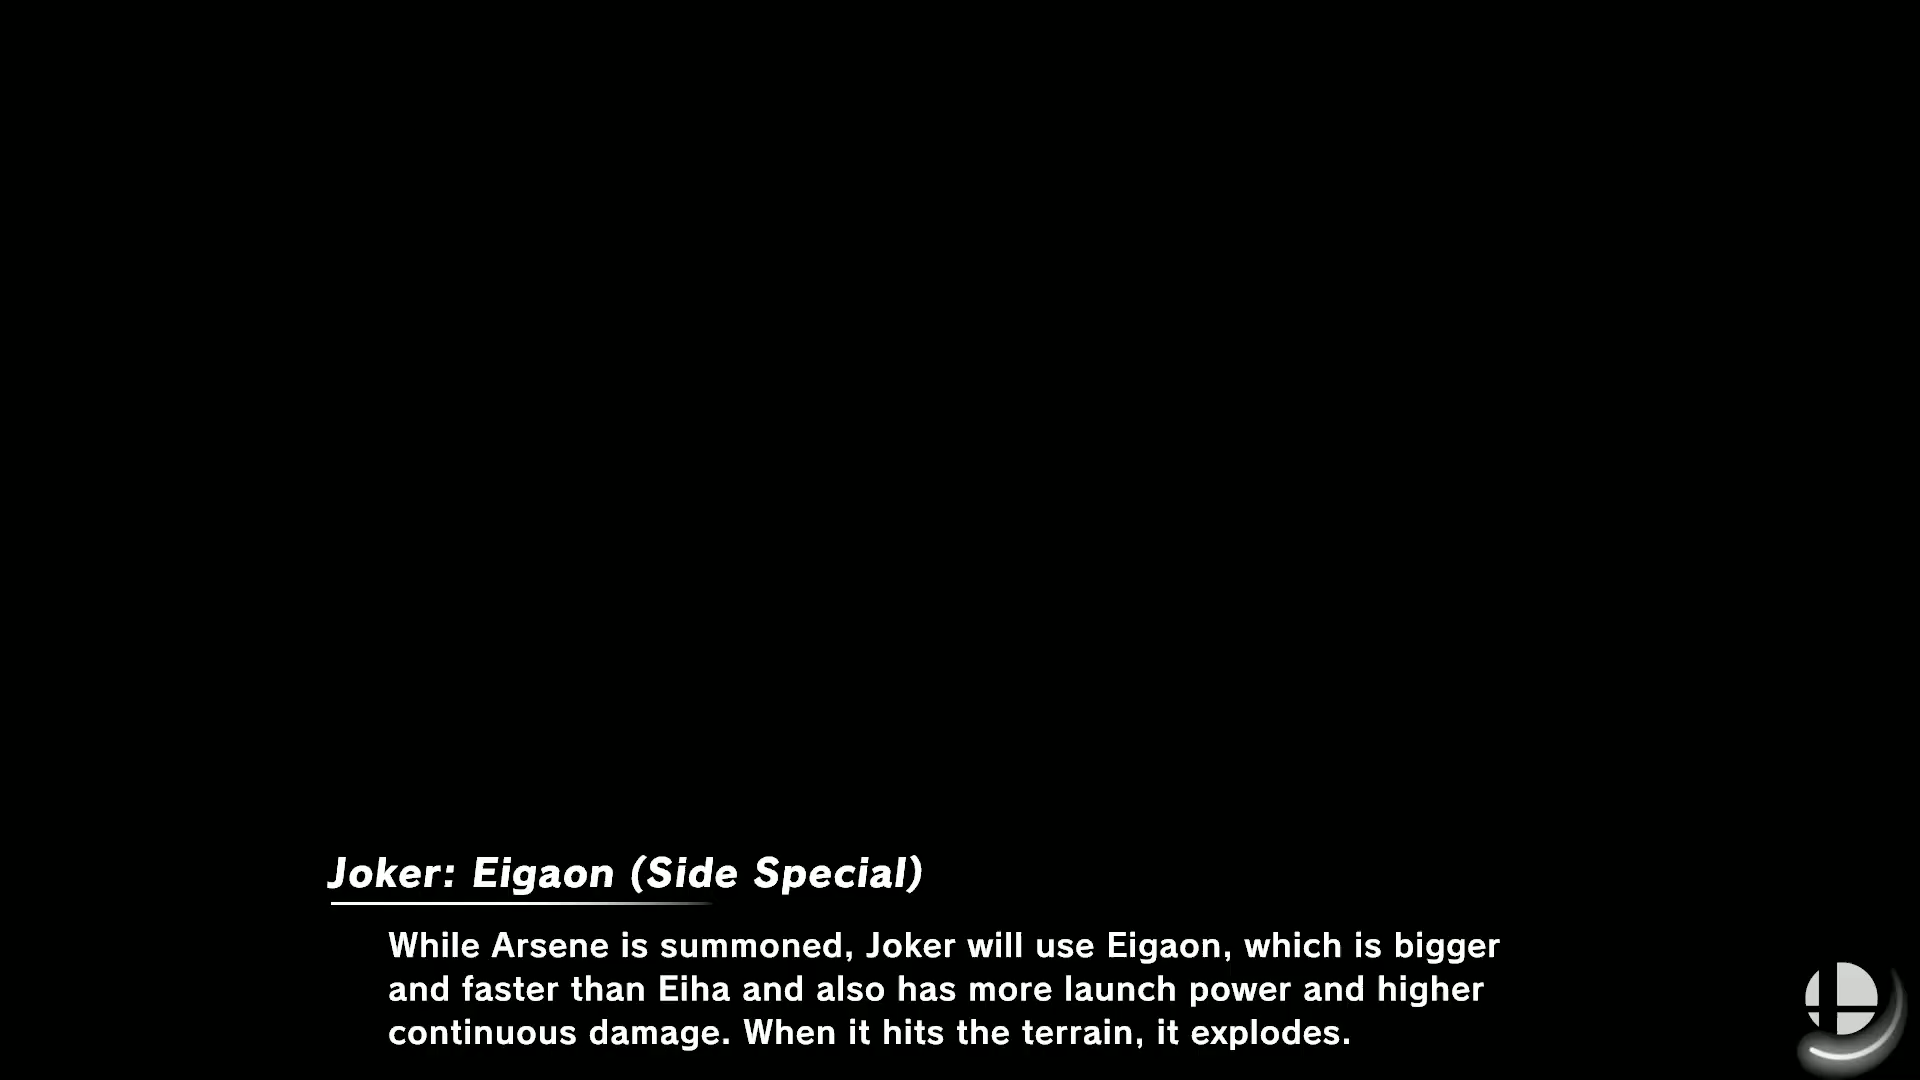 Joker: Eigaon (Side Special)
While Arsene is summoned, Joker will use Eigaon, which is bigger
and faster than Eiha and also has more launch power and higher
continuous damage. When it hits the terrain, it explodes.